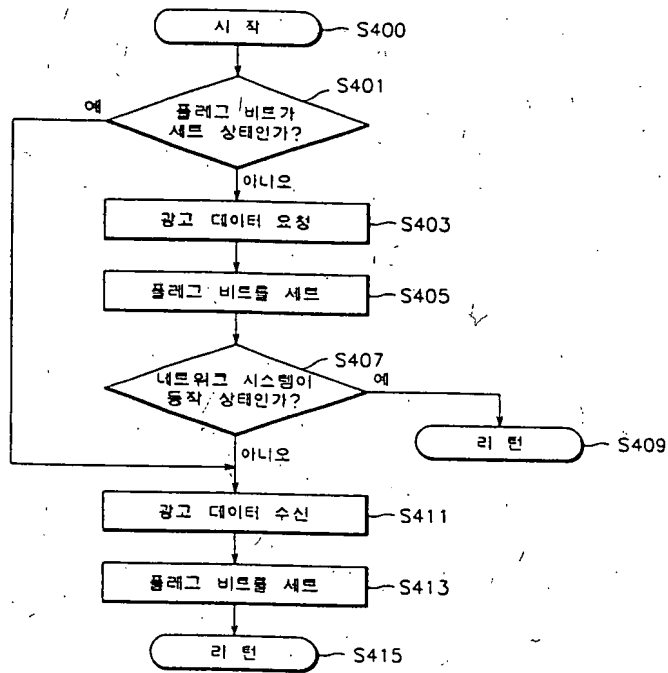 시 작
S400
S401
예
플레그 비트가
세트 상태인가?
아니오
광고 데이터 요청
S403
플레그 비트를 세트
S405
S407
네트워크 시스템이
동작 상태인가?
예
리 턴
S409
아니오
광고 데이터 수신
S411
플레그 비트를 세트
S413
리 턴
S415